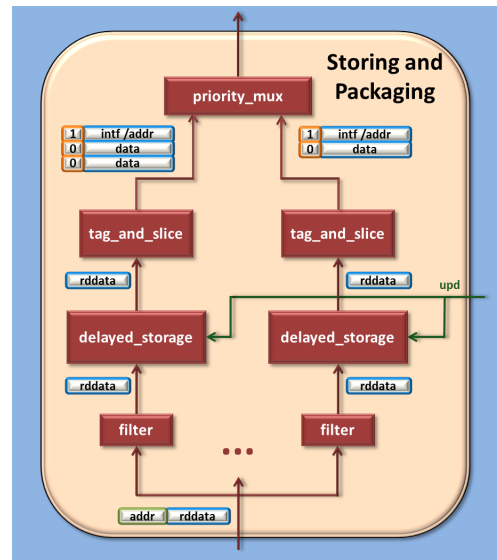 Storing and
Packaging
priority_mux
1 intf /addr
0 data
0 data
1 intf /addr
0 data
tag_and_slice
tag_and_slice
rddata
rddata
upd
delayed_storage
delayed_storage
rddata
rddata
filter
filter
...
addr rddata